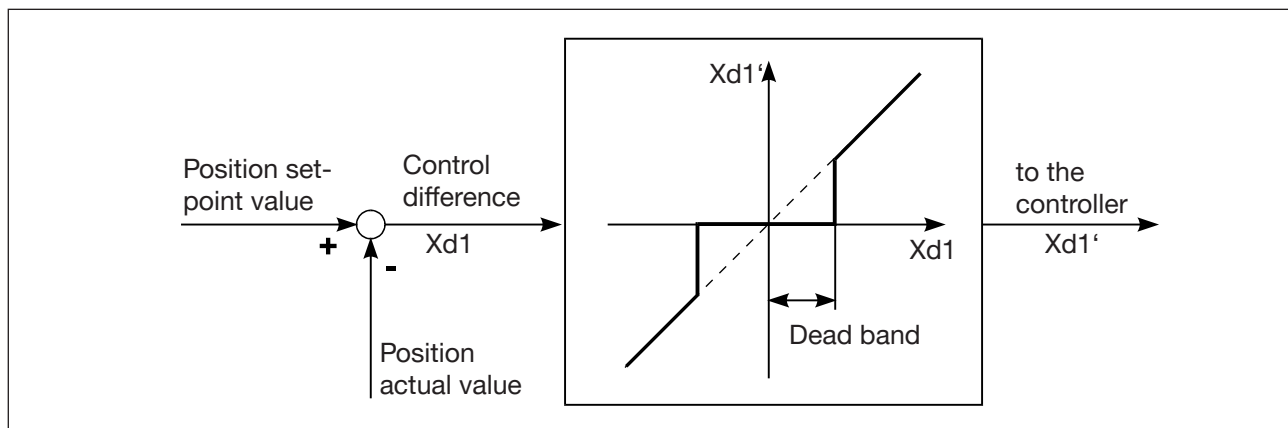 Position set-
point value
+
-
Position
actual value
Control
difference
Xd1
Xd1‘
Xd1
Dead band
to the
controller
Xd1‘